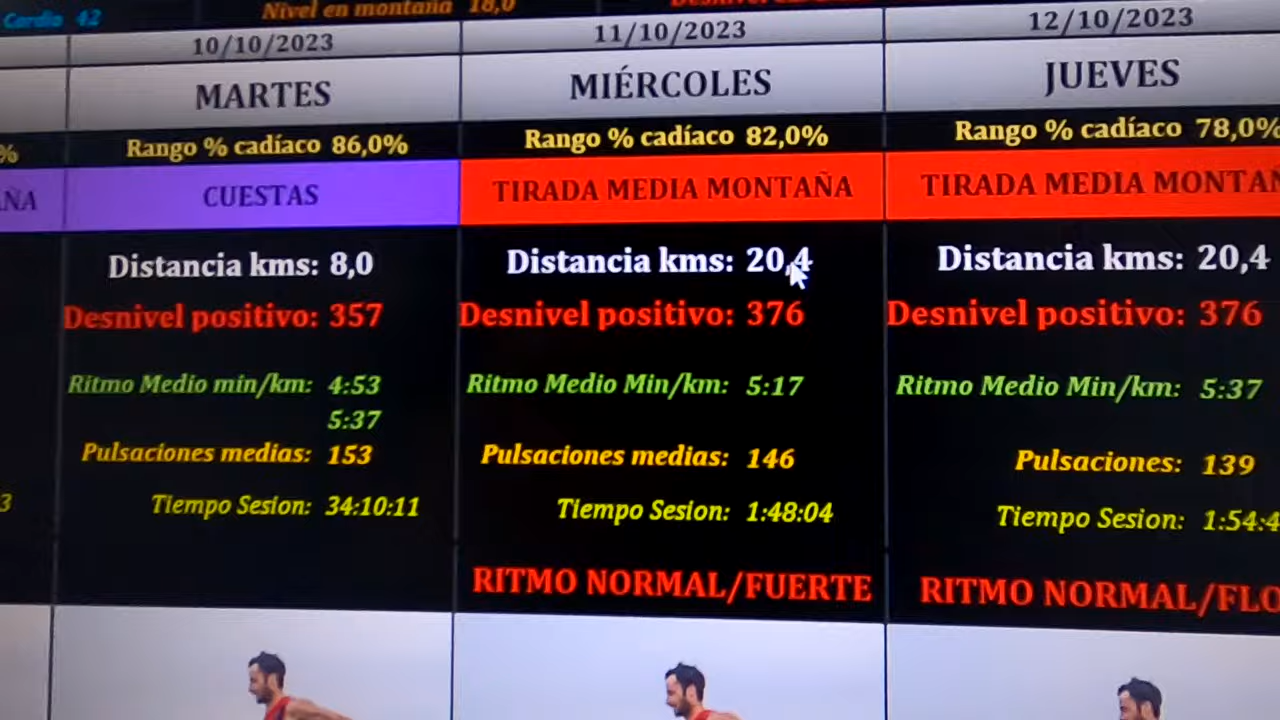 Cardio 42
Nivel en montaña 18,0
10/10/2023
11/10/2023
12/10/2023
MARTES
MIÉRCOLES
JUEVES
%
Rango % cadíaco 86,0%
Rango % cadíaco 82,0%
Rango % cadíaco 78,0%
ÑA
CUESTAS
TIRADA MEDIA MONTAÑA
TIRADA MEDIA MONTAÑ
Distancia kms: 8,0
Distancia kms: 20,4
Distancia kms: 20,4
Desnivel positivo: 357
Desnivel positivo: 376
Desnivel positivo: 376
Ritmo Medio min/km: 4:53
5:37
Ritmo Medio Min/km: 5:17
Ritmo Medio Min/km: 5:37
Pulsaciones medias: 153
Pulsaciones medias: 146
Pulsaciones: 139
3
Tiempo Sesion: 34:10:11
Tiempo Sesion: 1:48:04
Tiempo Sesion: 1:54:4
RITMO NORMAL/FUERTE
RITMO NORMAL/FLO